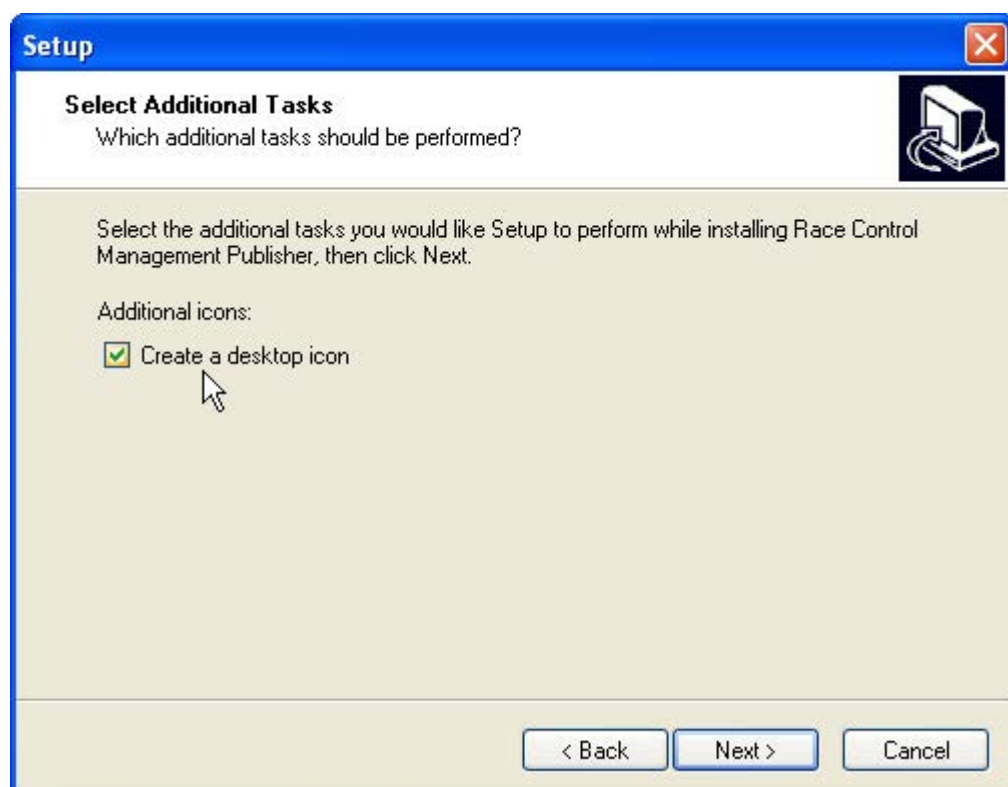 Setup
Select Additional Tasks
Which additional tasks should be performed?
Select the additional tasks you would like Setup to perform while installing Race Control
Management Publisher, then click Next.
Additional icons:
Create a desktop icon
< Back
Next >
Cancel